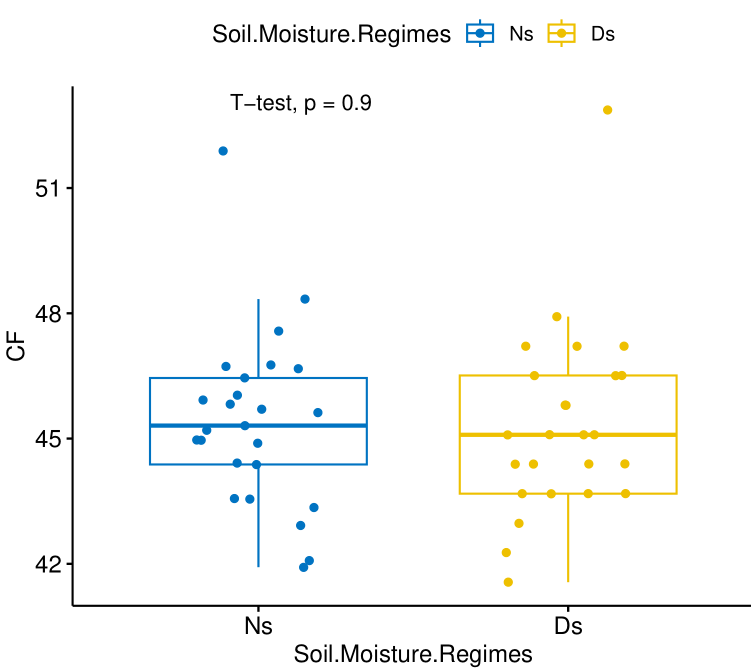 Soil.Moisture.Regimes Ns Ds
T−test, p = 0.9
51
48
45
42
CF
Ns Ds
Soil.Moisture.Regimes